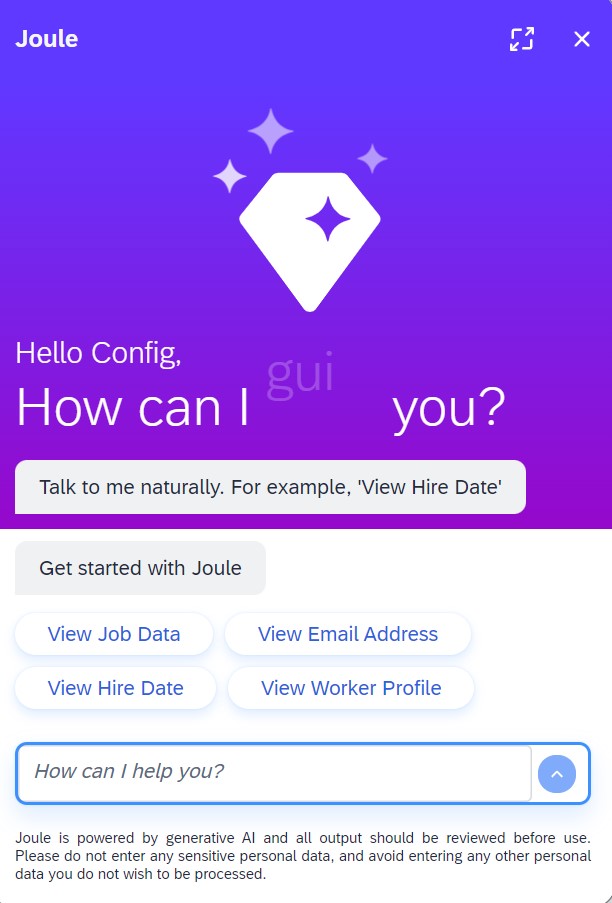 Joule
Hello Config,
gui
How can I you?
Talk to me naturally. For example, 'View Hire Date'
Get started with Joule
View Job Data View Email Address
View Hire Date View Worker Profile
How can I help you?
Joule is powered by generative AI and all output should be reviewed before use.
Please do not enter any sensitive personal data, and avoid entering any other personal
data you do not wish to be processed.